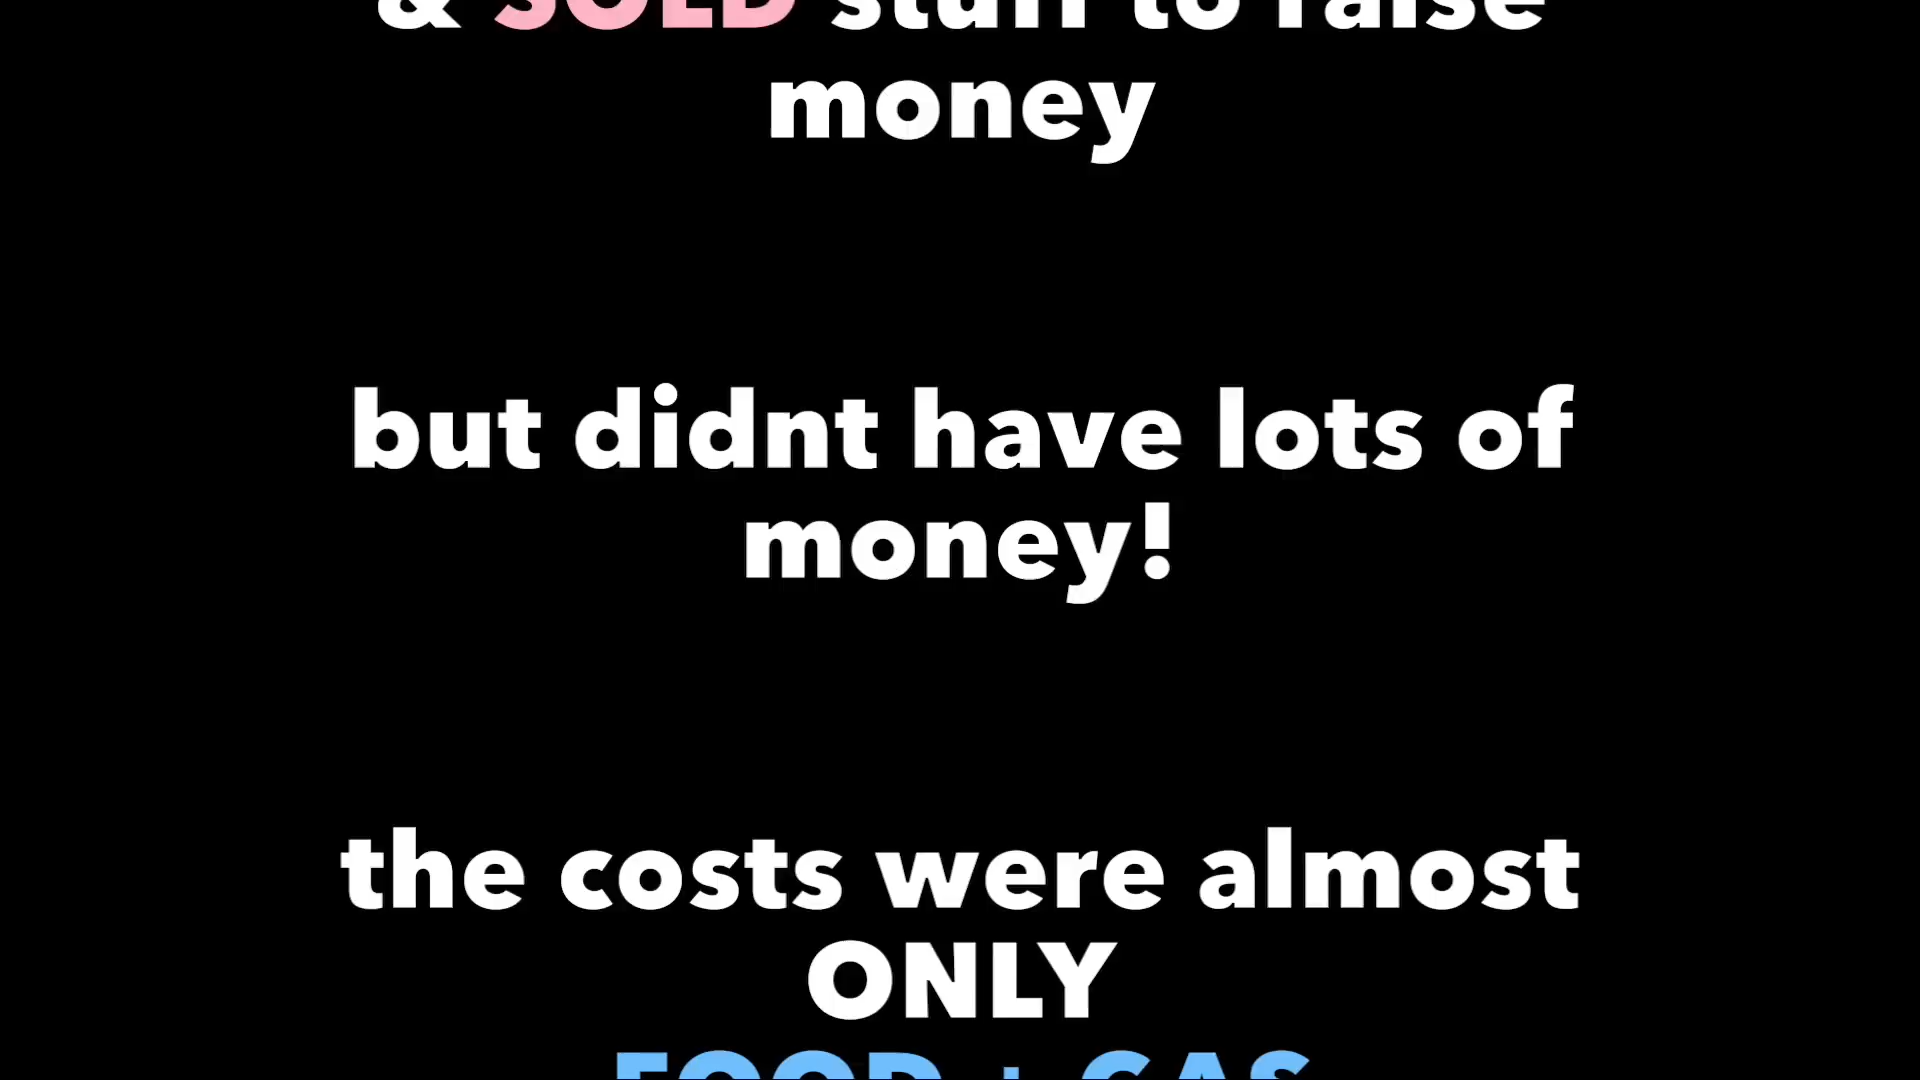 & SOLD stuff to raise
money
but didnt have lots of
money!
the costs were almost
ONLY
FOOD + GAS